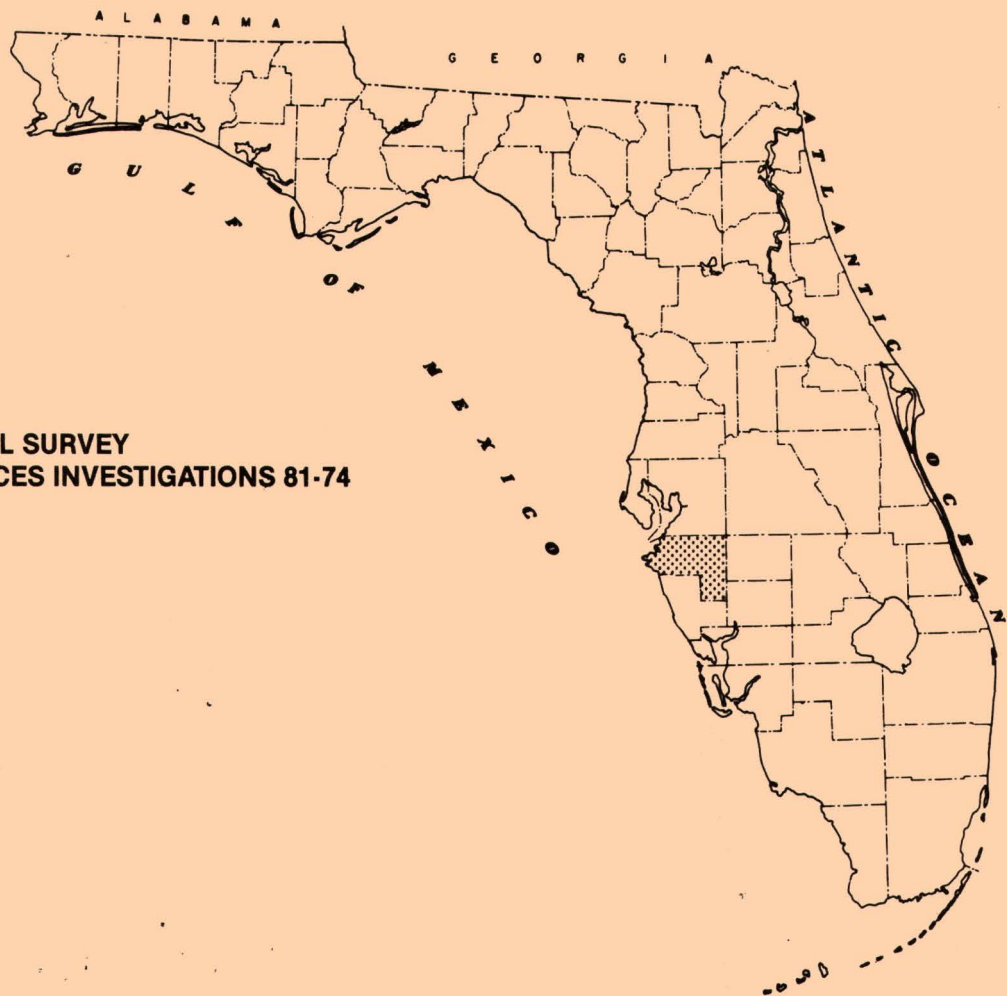 ALABAMA
GEORGIA
GULF OF MEXICO
ATLANTIC OCEAN
L SURVEY
CES INVESTIGATIONS 81-74